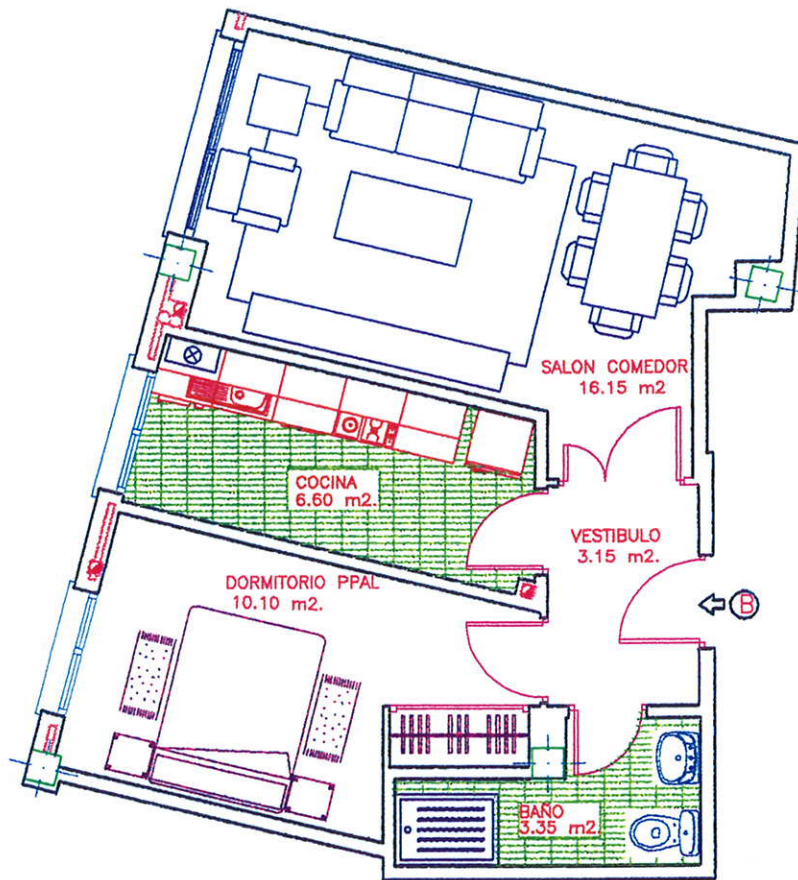 SALON COMEDOR
16.15 m2
COCINA
6.60 m2.
VESTIBULO
3.15 m2.
DORMITORIO PPAL
10.10 m2.
B
BAÑO
3.35 m2.